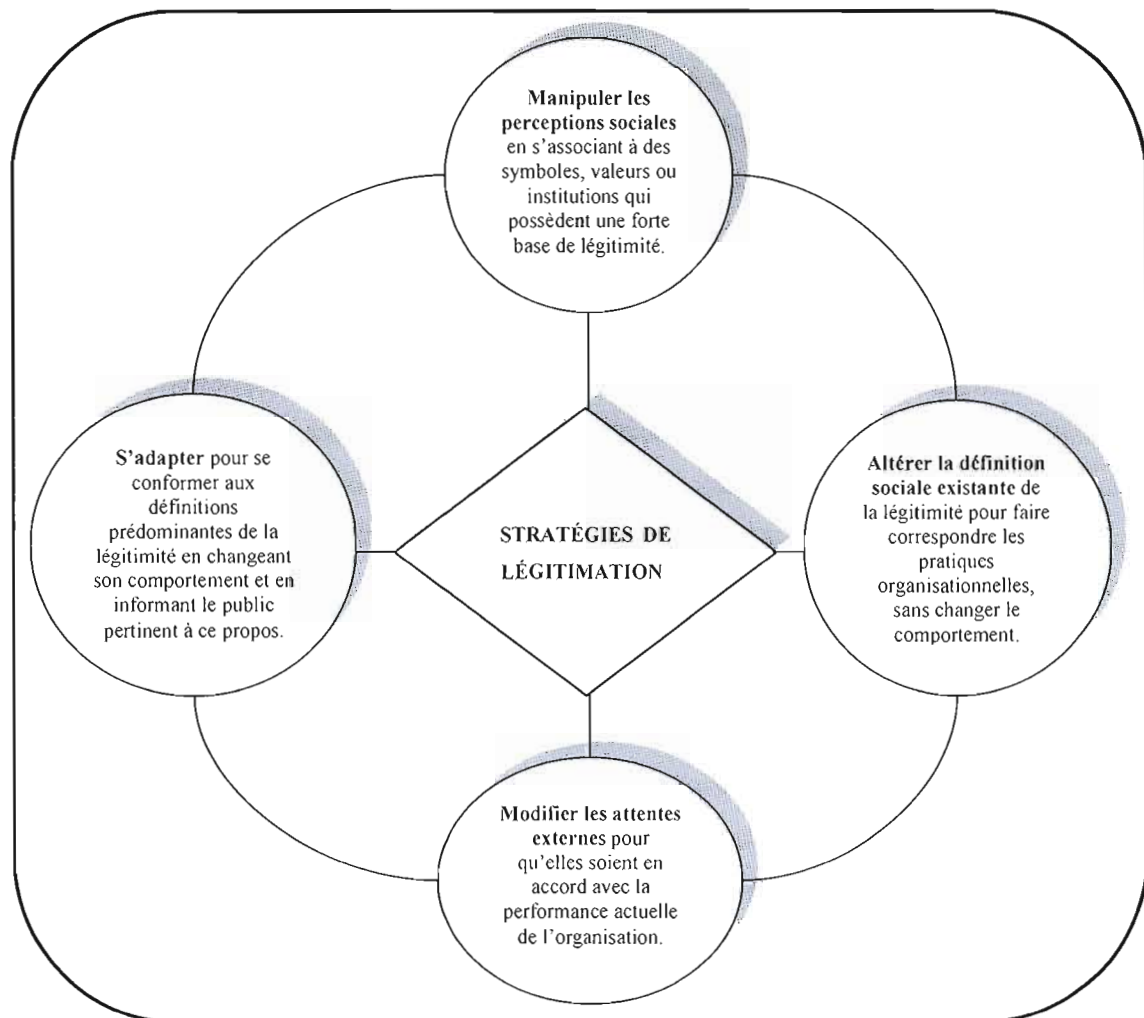 Manipuler les
perceptions sociales
en s'associant à des
symboles, valeurs ou
institutions qui
possèdent une forte
base de légitimité.
S'adapter pour se
conformer aux
définitions
prédominantes de la
légitimité en changeant
son comportement et en
informant le public
pertinent à ce propos.
STRATÉGIES DE
LÉGITIMATION
Altérer la définition
sociale existante de
la légitimité pour faire
correspondre les
pratiques
organisationnelles,
sans changer le
comportement.
Modifier les attentes
externes pour
qu'elles soient en
accord avec la
performance actuelle
de l'organisation.